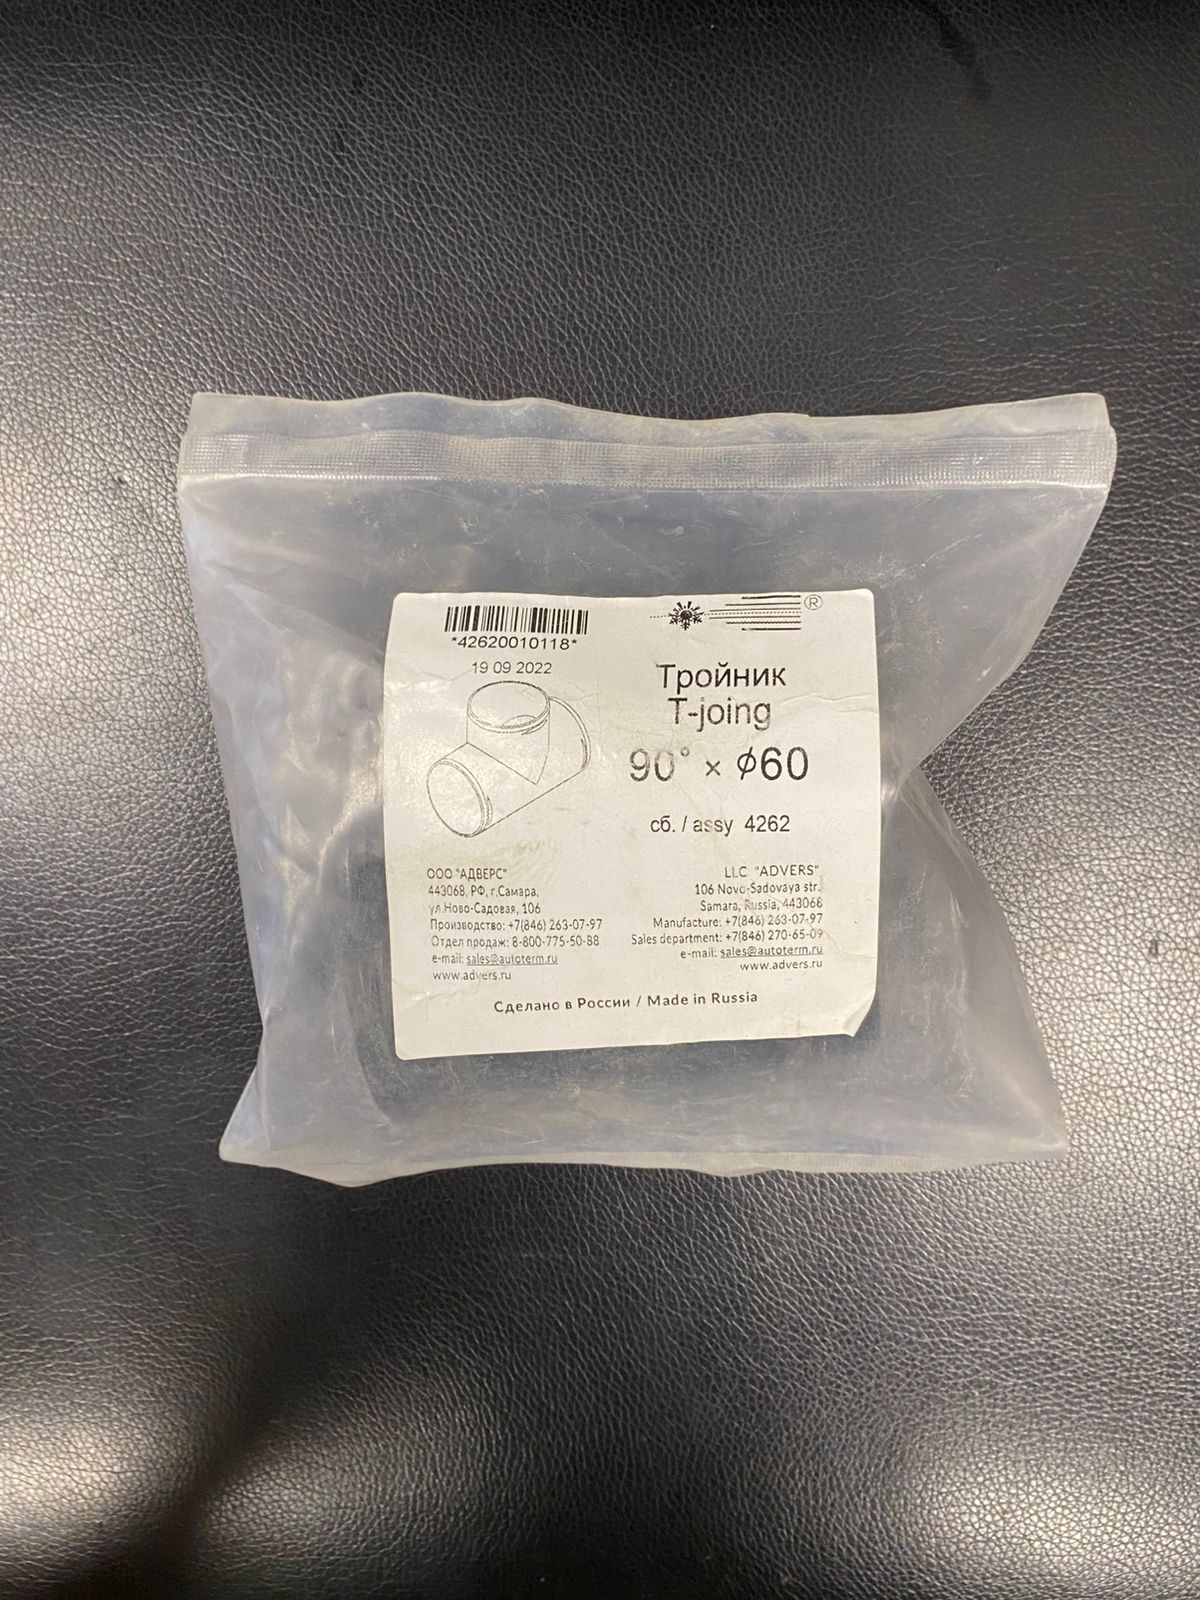 *42620010118*
19 09 2022
®
Тройник
T-joing
90° × ⌀60
сб. / assy 4262
ООО "АДВЕРС"
443068, РФ, г.Самара,
ул.Ново-Садовая, 106
Производство: +7(846) 263-07-97
Отдел продаж: 8-800-775-50-88
e-mail: sales@autoterm.ru
www.advers.ru
LLC "ADVERS"
106 Novo-Sadovaya str.
Samara, Russia, 443068
Manufacture: +7(846) 263-07-97
Sales department: +7(846) 270-65-09
e-mail: sales@autoterm.ru
www.advers.ru
Сделано в России / Made in Russia